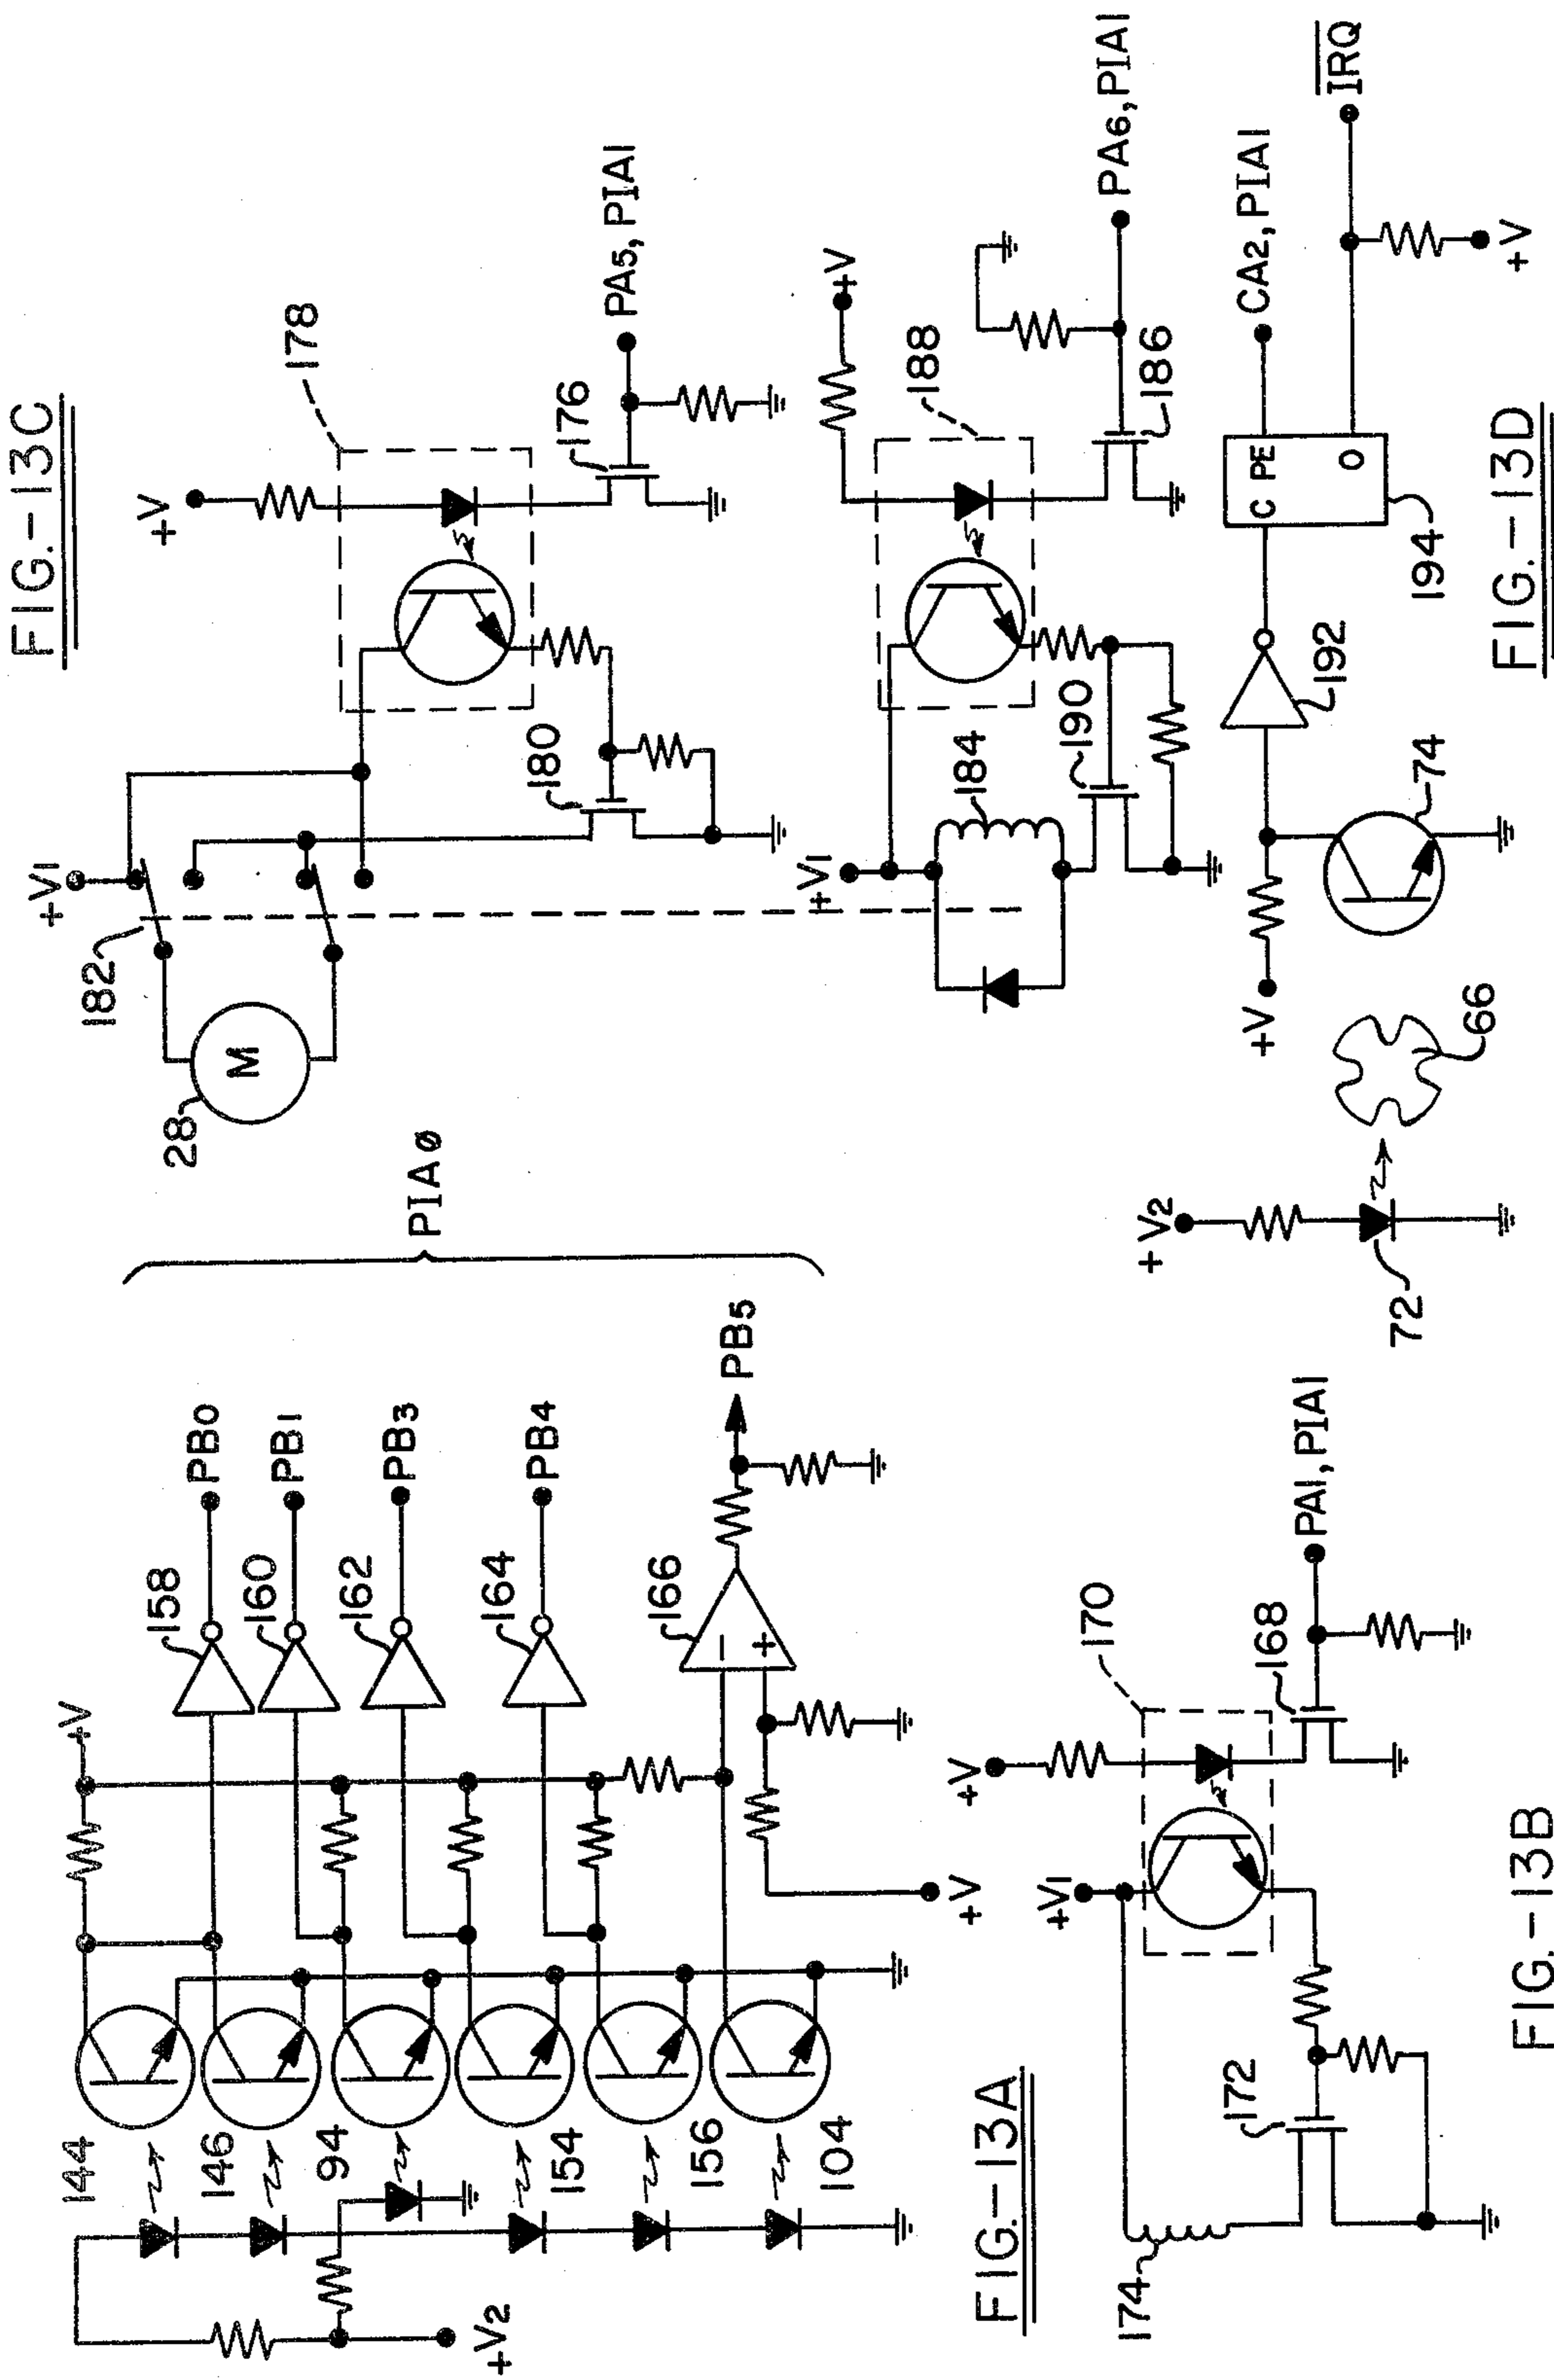 FIG.-13C
+V1
182
28
M
180
178
+V
176
PA5, PIA1
+V1
184
190
188
+V
186
PA6, PIA1
+V2
72
66
+V
74
192
194
C PE
O
CA2, PIA1
IRQ
+V
FIG.-13D
PIA0
144
146
94
154
156
104
+V2
+V
158
160
162
164
166
−
+
PB0
PB1
PB3
PB4
PB5
+V
FIG.-13A
174
172
+V1
+V
170
168
PA1, PIA1
FIG.-13B